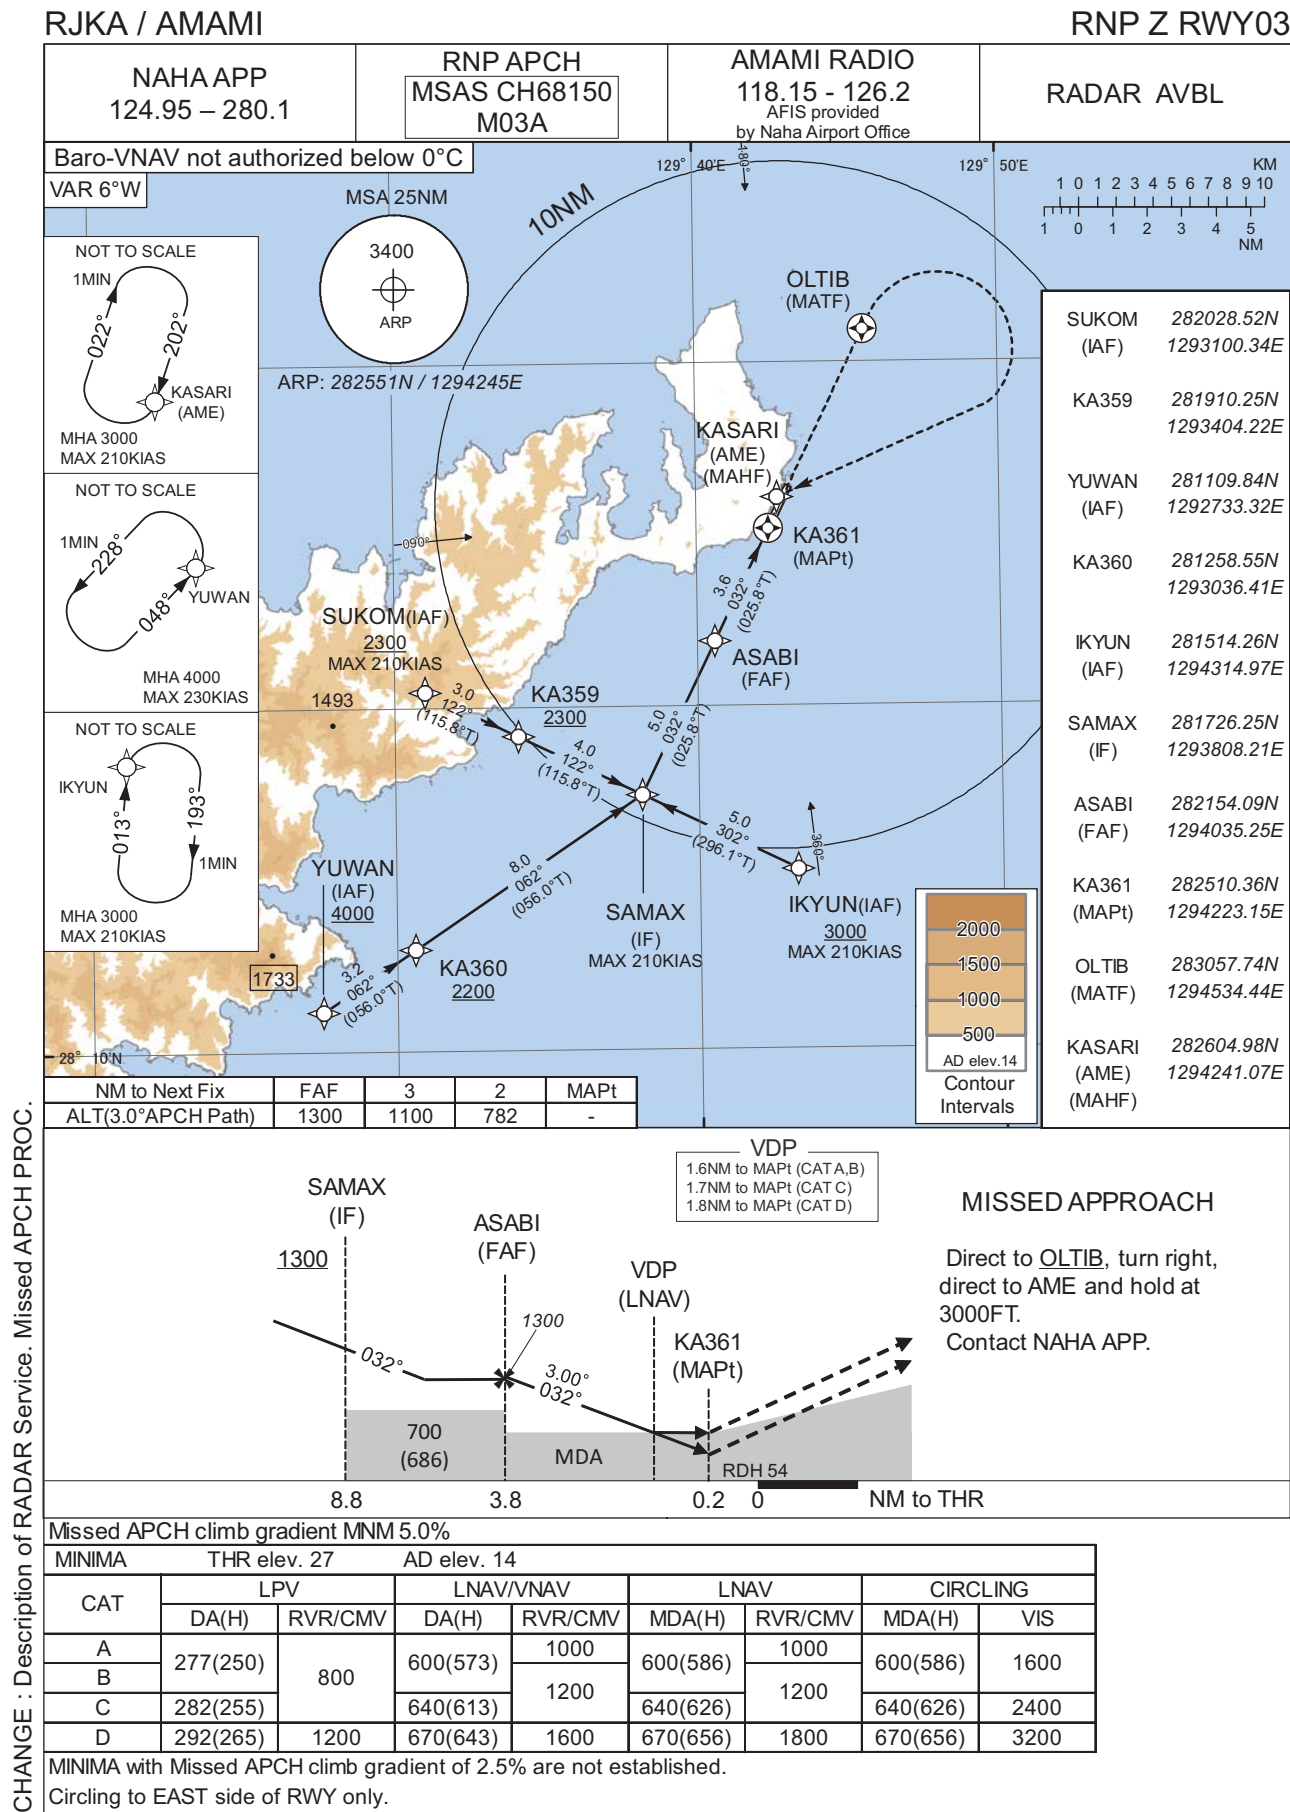 RJKA / AMAMI
RNP Z RWY03
NAHA APP
124.95 – 280.1
RNP APCH
MSAS CH68150
M03A
AMAMI RADIO
118.15 - 126.2
AFIS provided
by Naha Airport Office
RADAR AVBL
Baro-VNAV not authorized below 0°C
VAR 6°W
MSA 25NM
3400
ARP
ARP: 282551N / 1294245E
10NM
180°
129° 40'E
129° 50'E
KM
1 0 1 2 3 4 5 6 7 8 9 10
1 0 1 2 3 4 5
NM
NOT TO SCALE
1MIN
022°
202°
KASARI
(AME)
MHA 3000
MAX 210KIAS
NOT TO SCALE
1MIN
228°
048°
YUWAN
MHA 4000
MAX 230KIAS
NOT TO SCALE
IKYUN
013°
193°
1MIN
MHA 3000
MAX 210KIAS
OLTIB
(MATF)
KASARI
(AME)
(MAHF)
KA361
(MAPt)
090°
3.6
032°
(025.8°T)
SUKOM(IAF)
2300
MAX 210KIAS
1493
ASABI
(FAF)
3.0
122°
(115.8°T)
KA359
2300
5.0
032°
(025.8°T)
4.0
122°
(115.8°T)
5.0
302°
(296.1°T)
360°
8.0
062°
(056.0°T)
YUWAN
(IAF)
4000
SAMAX
(IF)
MAX 210KIAS
IKYUN(IAF)
3000
MAX 210KIAS
1733
3.2
062°
(056.0°T)
KA360
2200
28° 10'N
2000
1500
1000
500
AD elev.14
Contour
Intervals
SUKOM 282028.52N
(IAF) 1293100.34E
KA359 281910.25N
1293404.22E
YUWAN 281109.84N
(IAF) 1292733.32E
KA360 281258.55N
1293036.41E
IKYUN 281514.26N
(IAF) 1294314.97E
SAMAX 281726.25N
(IF) 1293808.21E
ASABI 282154.09N
(FAF) 1294035.25E
KA361 282510.36N
(MAPt) 1294223.15E
OLTIB 283057.74N
(MATF) 1294534.44E
KASARI 282604.98N
(AME) 1294241.07E
(MAHF)
NM to Next Fix FAF 3 2 MAPt
ALT(3.0°APCH Path) 1300 1100 782 -
VDP
1.6NM to MAPt (CAT A,B)
1.7NM to MAPt (CAT C)
1.8NM to MAPt (CAT D)
SAMAX
(IF)
1300
ASABI
(FAF)
1300
VDP
(LNAV)
KA361
(MAPt)
032°
3.00°
032°
700
(686)
MDA
RDH 54
8.8 3.8 0.2 0 NM to THR
MISSED APPROACH
Direct to OLTIB, turn right,
direct to AME and hold at
3000FT.
Contact NAHA APP.
Missed APCH climb gradient MNM 5.0%
MINIMA THR elev. 27 AD elev. 14
CAT LPV LNAV/VNAV LNAV CIRCLING
DA(H) RVR/CMV DA(H) RVR/CMV MDA(H) RVR/CMV MDA(H) VIS
A 277(250) 800 600(573) 1000 600(586) 1000 600(586) 1600
B 1200 1200
C 282(255) 640(613) 640(626) 640(626) 2400
D 292(265) 1200 670(643) 1600 670(656) 1800 670(656) 3200
MINIMA with Missed APCH climb gradient of 2.5% are not established.
Circling to EAST side of RWY only.
CHANGE : Description of RADAR Service. Missed APCH PROC.